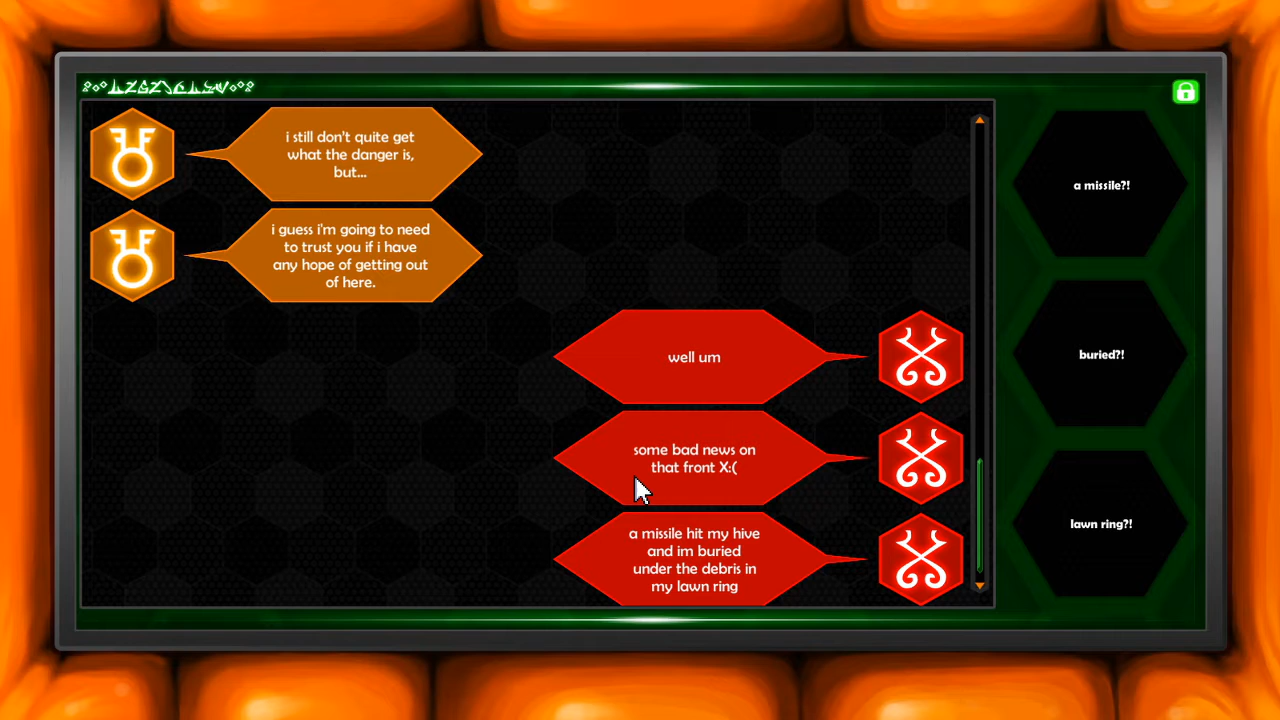 i still don't quite get
what the danger is,
but...
i guess i'm going to need
to trust you if i have
any hope of getting out
of here.
well um
some bad news on
that front X:(
a missile hit my hive
and im buried
under the debris in
my lawn ring
a missile?!
buried?!
lawn ring?!